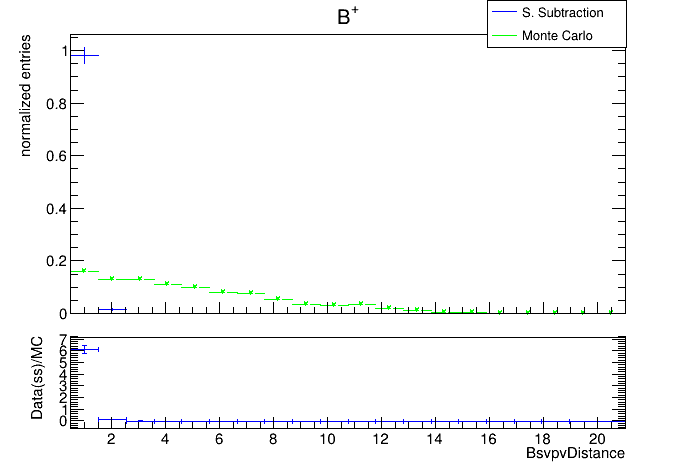 B+
S. Subtraction
Monte Carlo
normalized entries
1
0.8
0.6
0.4
0.2
0
Data(ss)/MC
7
6
5
4
3
2
1
0
2 4 6 8 10 12 14 16 18 20
BsvpvDistance